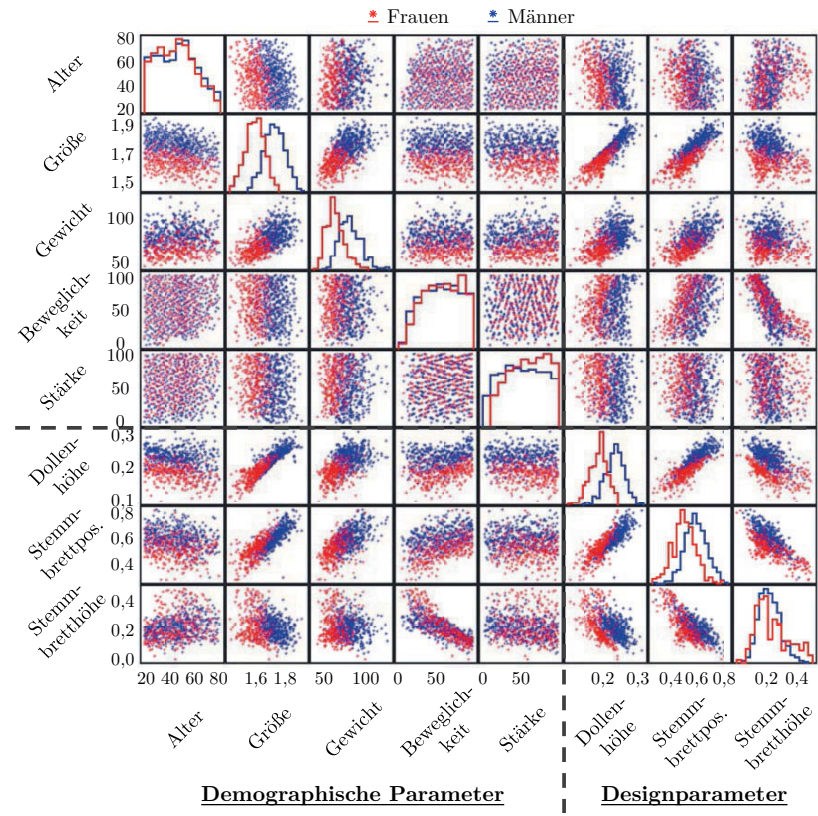 Frauen Männer
Alter
80
60
40
20
Größe
1.9
1.7
1.5
Gewicht
100
50
Beweglich-
keit
100
50
0
Stärke
100
50
0
Dollen-
höhe
0.3
0.2
0.1
Stemm-
brettpos.
0,8
0.6
0.4
Stemm-
bretthöhe
0.4
0.2
0,0
20 40 60 80 1,6 1,8 50 100 0 50 0 50 0,2 0,3 0,4 0,6 0,8 0,2 0,4
Alter
Größe
Gewicht
Beweglich-
keit
Stärke
Dollen-
höhe
Stemm-
brettpos.
Stemm-
bretthöhe
Demographische Parameter Designparameter